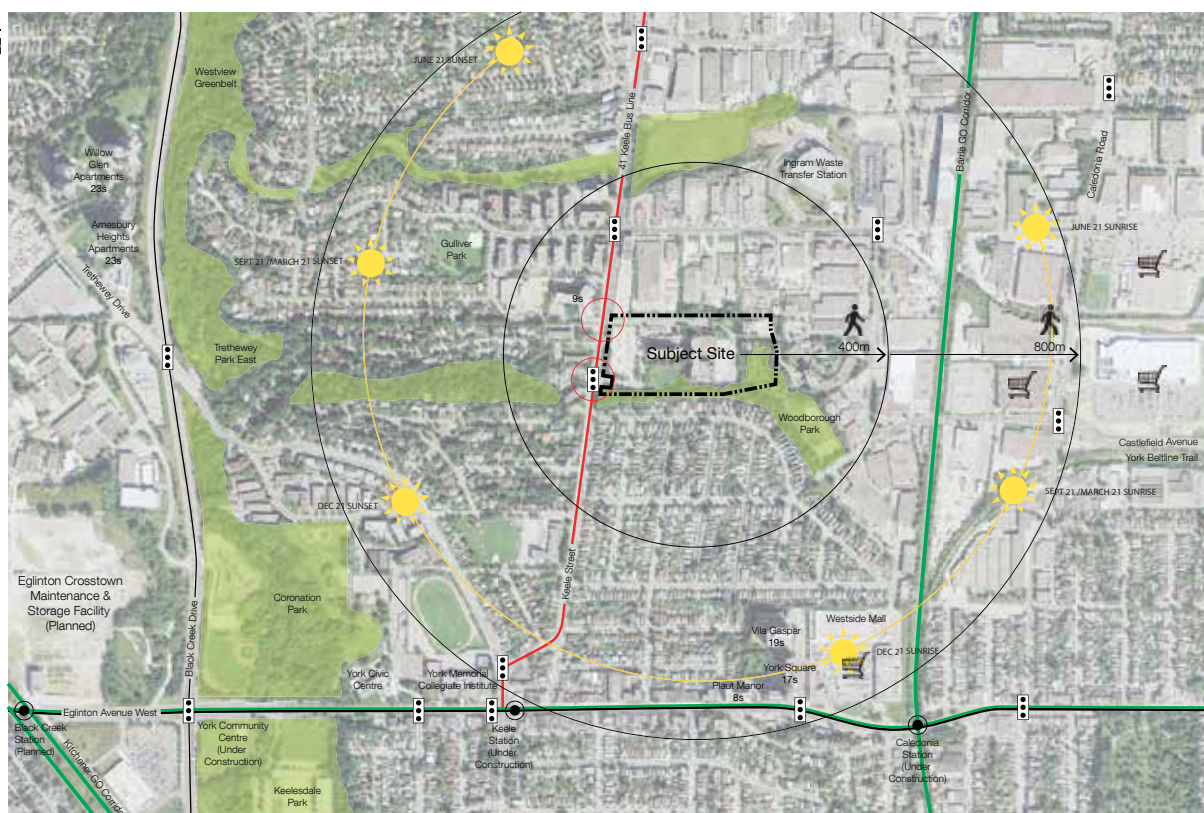 JUNE 21 SUNSET
Westview
Greenbelt
41 Keele Bus Line
Barrie GO Corridor
Caledonia Road
Willow
Glen
Apartments
23s
Ingram Waste
Transfer Station
Amesbury
Heights
Apartments
23s
JUNE 21 SUNRISE
Gulliver
Park
SEPT 21 /MARCH 21 SUNSET
Tretheway Drive
9s
Trethewey
Park East
Subject Site
400m
800m
Woodborough
Park
Castlefield Avenue
York Beltline Trail
DEC 21 SUNSET
SEPT 21 /MARCH 21 SUNRISE
Keele Street
Eglinton Crosstown
Maintenance &
Storage Facility
(Planned)
Coronation
Park
Black Creek Drive
Westside Mall
Vila Gaspar
19s
DEC 21 SUNRISE
York Square
17s
York Civic
Centre
York Memorial
Collegiate Institute
Plaut Manor
8s
Eglinton Avenue West
Black Creek
Station
(Planned)
York Community
Centre
(Under
Construction)
Keele
Station
(Under
Construction)
Caledonia
Station
(Under
Construction)
Kitchener GO Corridor
Keelesdale
Park